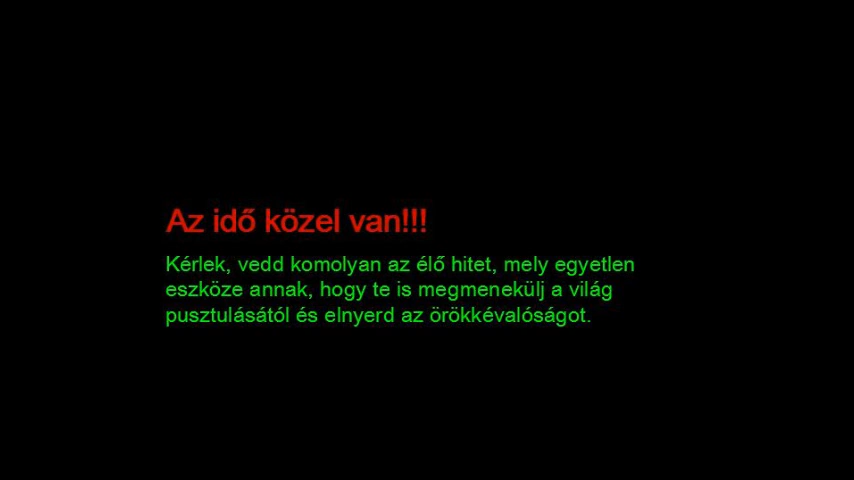 Az idő közel van!!!
Kérlek, vedd komolyan az élő hitet, mely egyetlen
eszköze annak, hogy te is megmenekülj a világ
pusztulásától és elnyerd az örökkévalóságot.